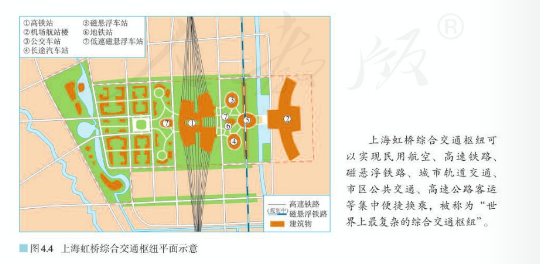 ①高铁站 ⑤磁悬浮车站
②机场航站楼 ⑥地铁站
③公交车站 ⑦低速磁悬浮车站
④长途汽车站
高速铁路
磁悬浮铁路
建筑物
图4.4 上海虹桥综合交通枢纽平面示意
上海虹桥综合交通枢纽可
以实现民用航空、高速铁路、
磁悬浮铁路、城市轨道交通、
市区公共交通、高速公路客运
等集中便捷换乘，被称为“世
界上最复杂的综合交通枢纽”。
®